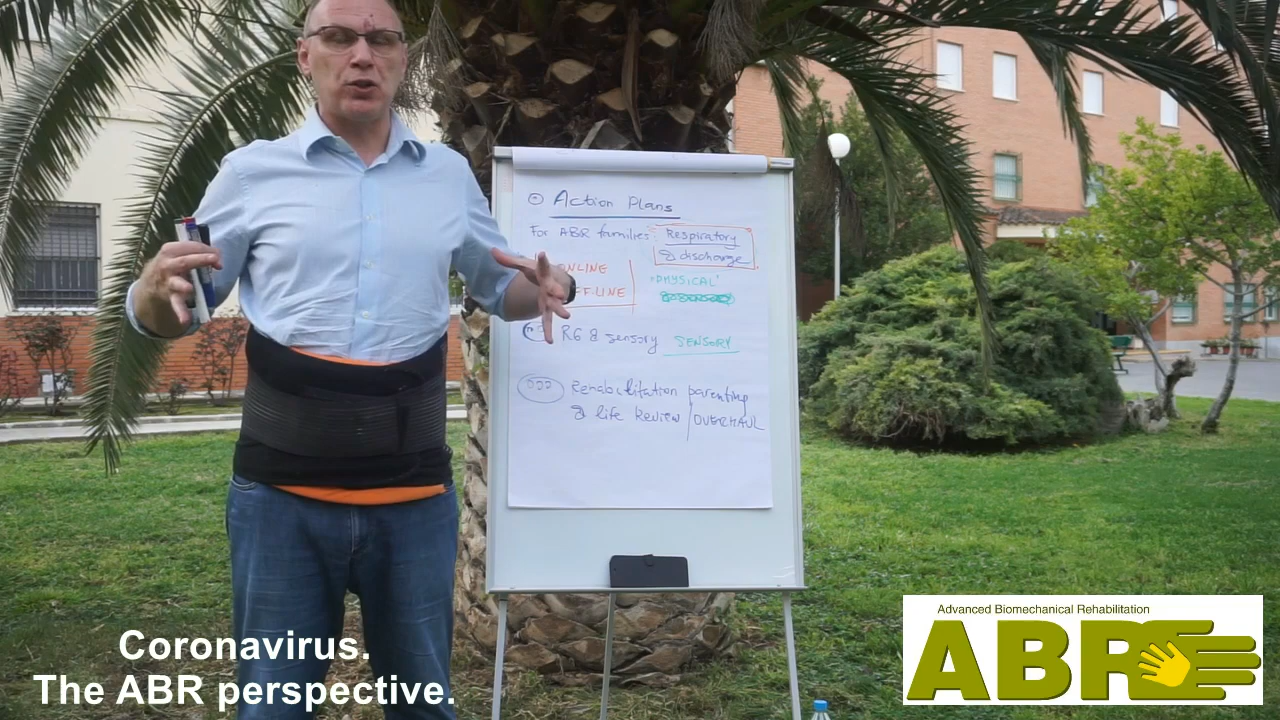 Action Plans
For ABR families: Respiratory
& discharge
ONLINE
"PHYSICAL"
OFF-LINE
RG & sensory SENSORY
Rehabilitation parenting
& life Review OVERHAUL
Coronavirus.
The ABR perspective.
Advanced Biomechanical Rehabilitation
ABR